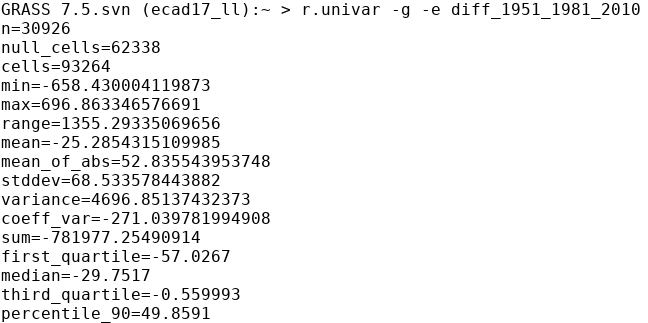 GRASS 7.5.svn (ecad17_ll):~ > r.univar -g -e diff_1951_1981_2010
n=30926
null_cells=62338
cells=93264
min=-658.430004119873
max=696.863346576691
range=1355.29335069656
mean=-25.2854315109985
mean_of_abs=52.835543953748
stddev=68.533578443882
variance=4696.85137432373
coeff_var=-271.039781994908
sum=-781977.25490914
first_quartile=-57.0267
median=-29.7517
third_quartile=-0.559993
percentile_90=49.8591